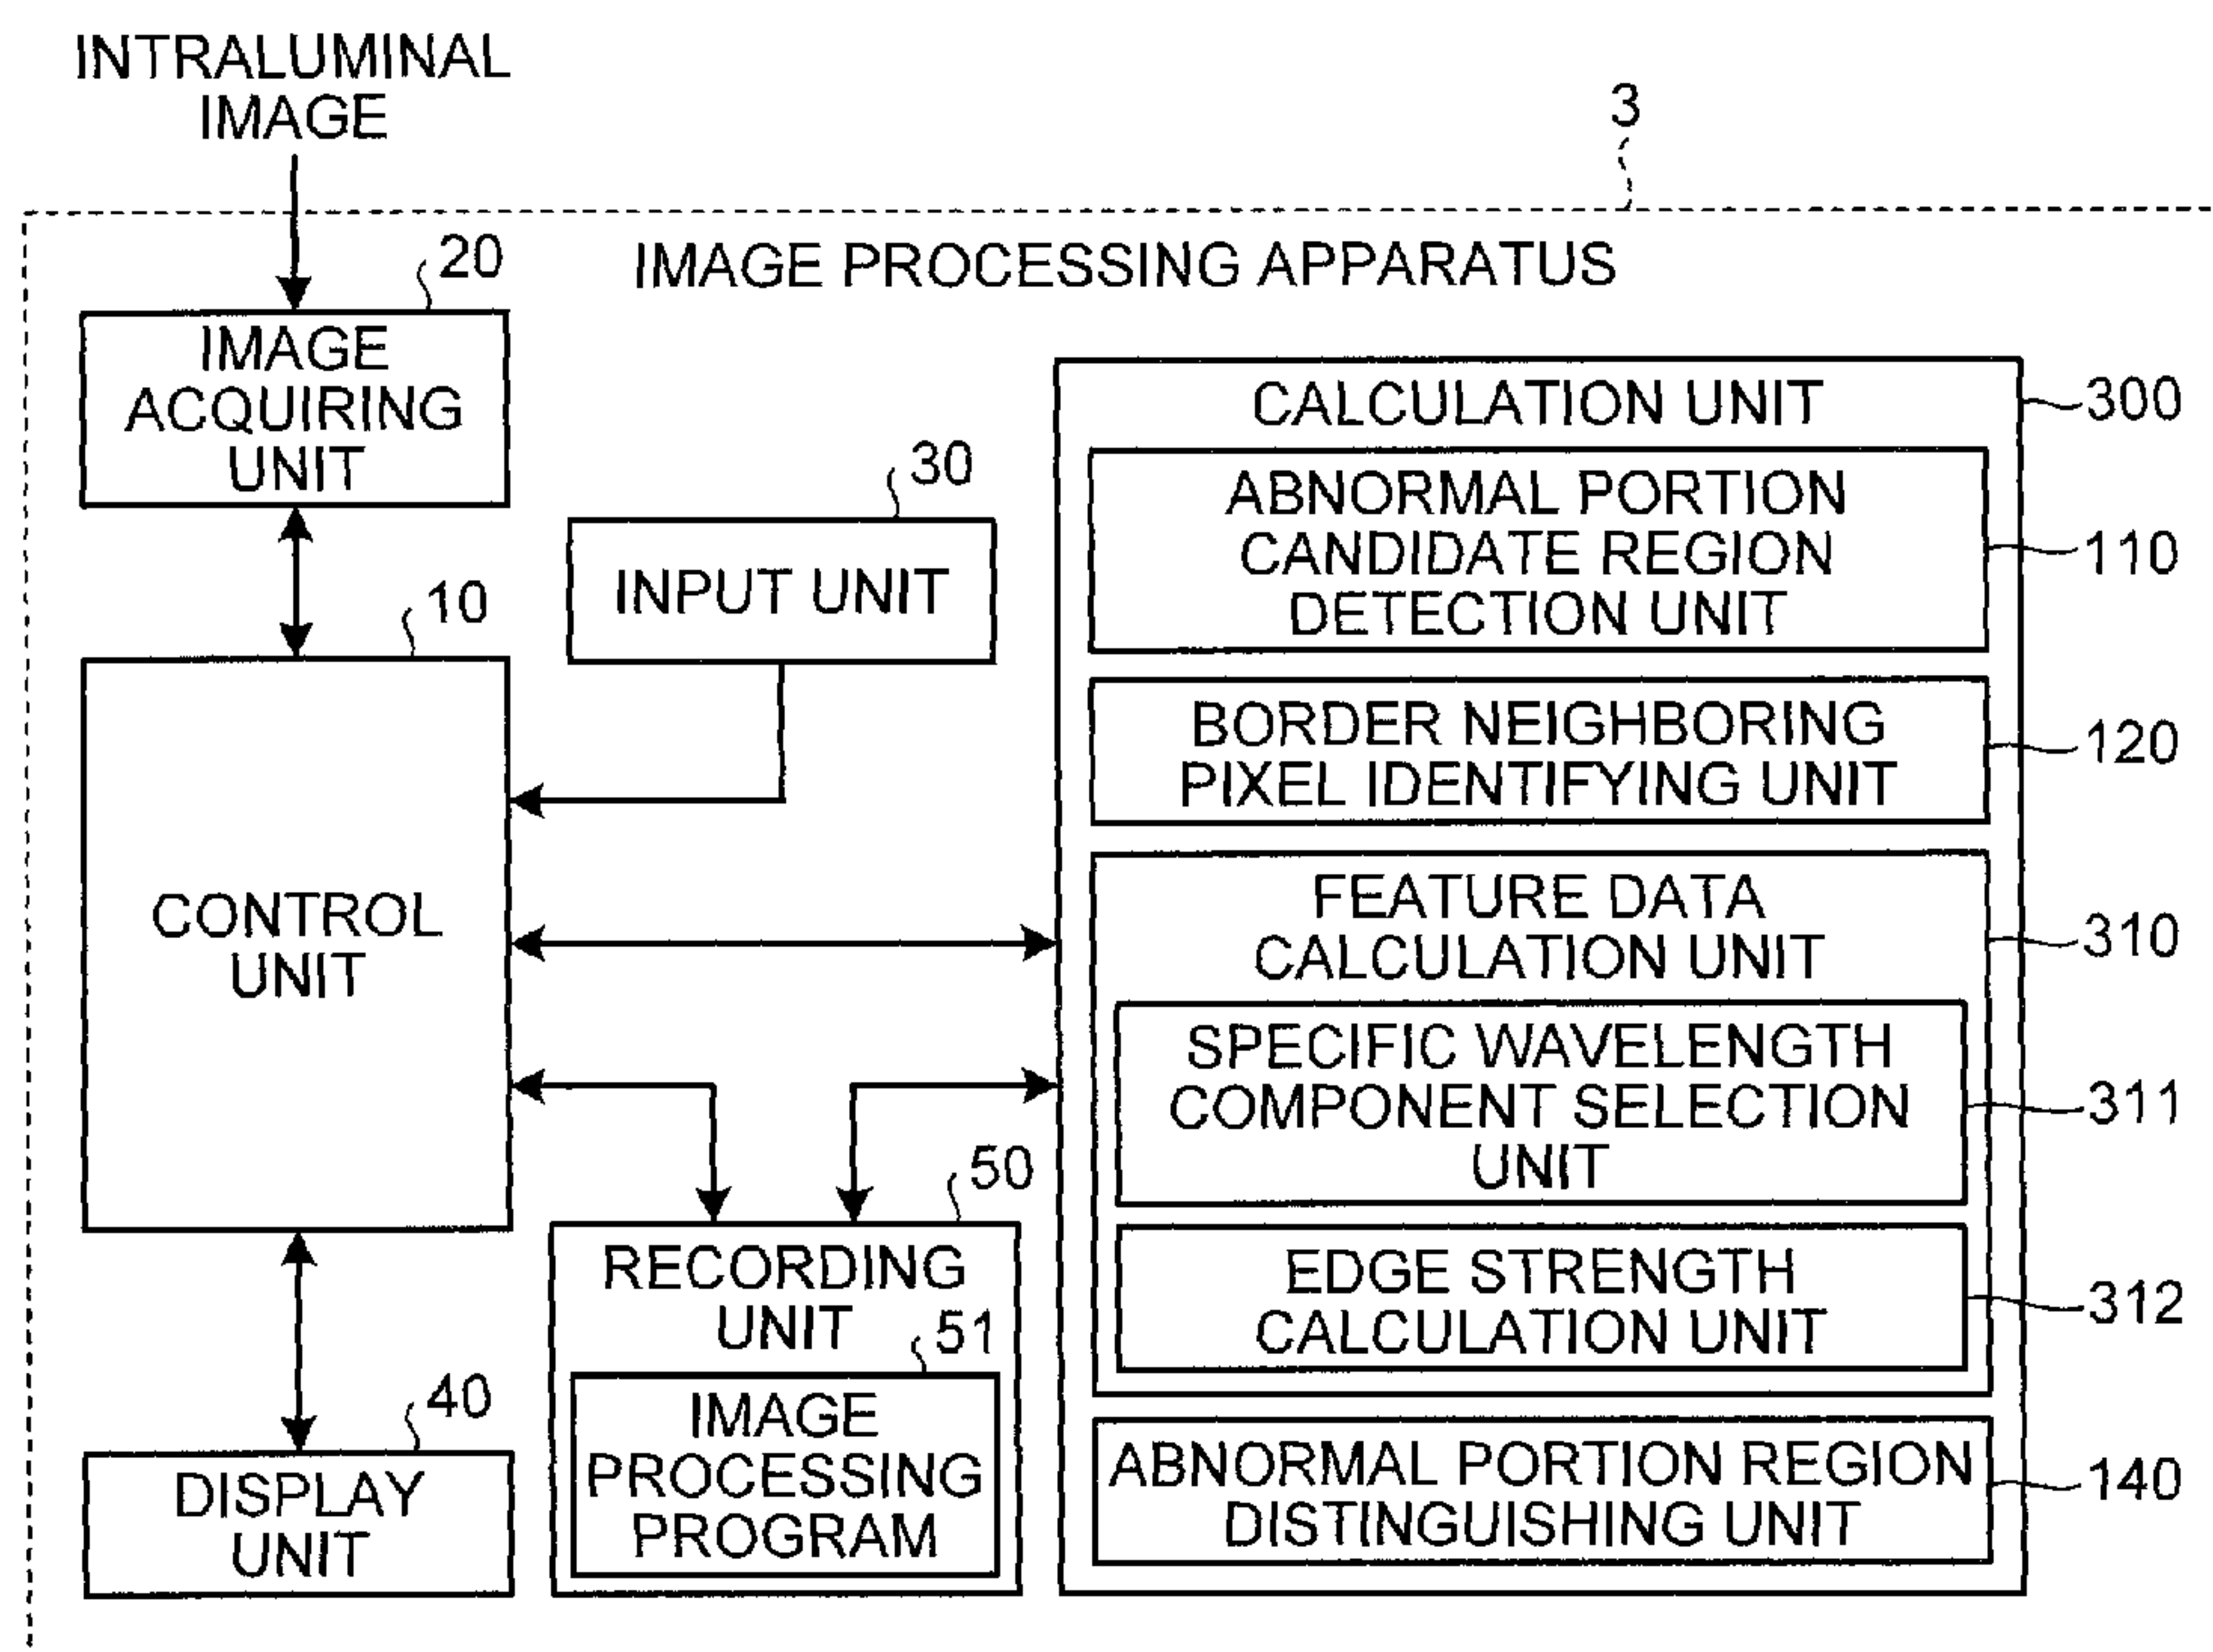 INTRALUMINAL
IMAGE
3
IMAGE PROCESSING APPARATUS
20
IMAGE
ACQUIRING
UNIT
30
INPUT UNIT
10
CONTROL
UNIT
50
RECORDING
UNIT
51
IMAGE
PROCESSING
PROGRAM
40
DISPLAY
UNIT
CALCULATION UNIT
300
ABNORMAL PORTION
CANDIDATE REGION
DETECTION UNIT
110
BORDER NEIGHBORING
PIXEL IDENTIFYING UNIT
120
FEATURE DATA
CALCULATION UNIT
310
SPECIFIC WAVELENGTH
COMPONENT SELECTION
UNIT
311
EDGE STRENGTH
CALCULATION UNIT
312
ABNORMAL PORTION REGION
DISTINGUISHING UNIT
140